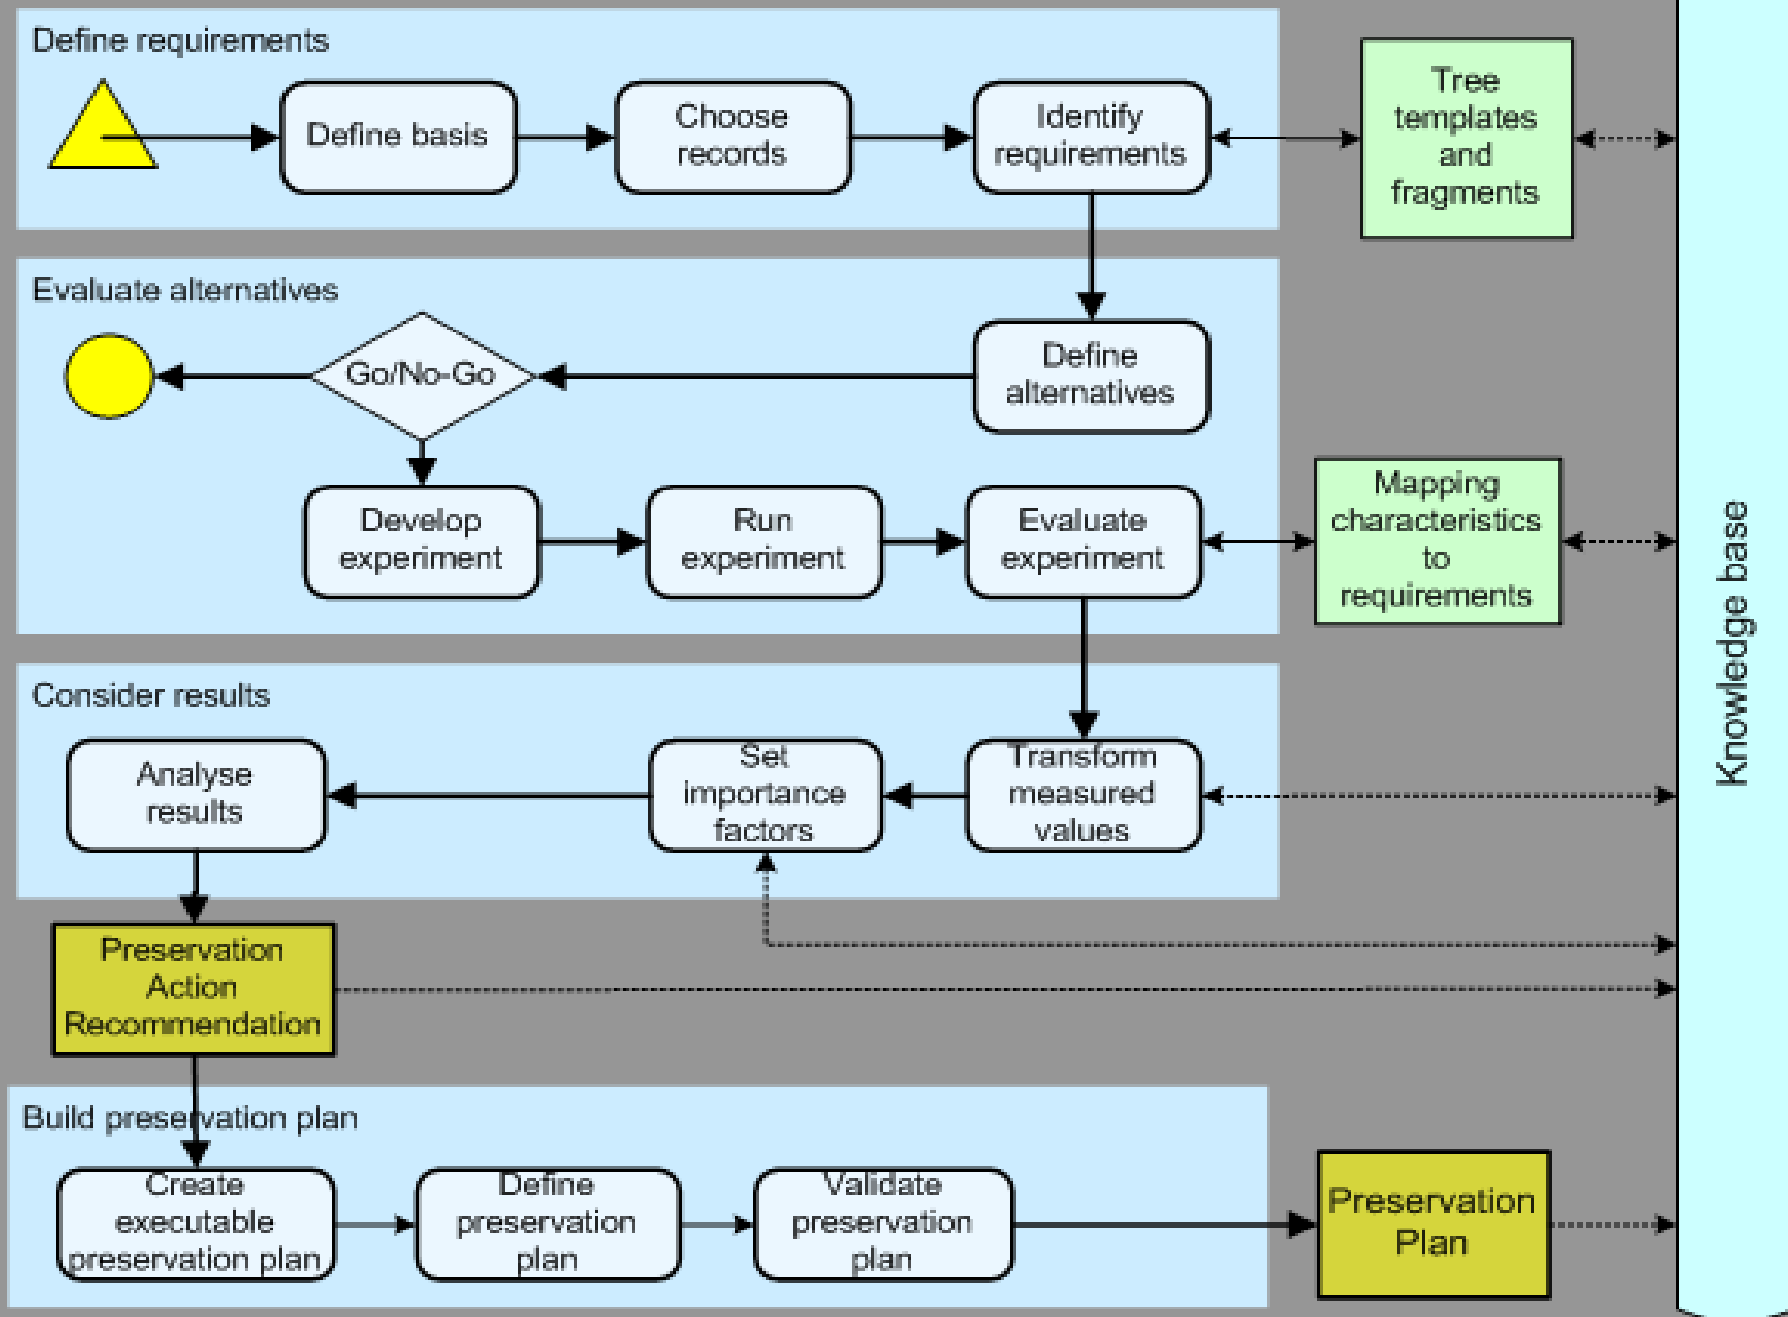 Define requirements
Define basis
Choose
records
Identify
requirements
Tree
templates
and
fragments
Evaluate alternatives
Go/No-Go
Define
alternatives
Develop
experiment
Run
experiment
Evaluate
experiment
Mapping
characteristics
to
requirements
Knowledge base
Consider results
Analyse
results
Set
importance
factors
Transform
measured
values
Preservation
Action
Recommendation
Build preservation plan
Create
executable
preservation plan
Define
preservation
plan
Validate
preservation
plan
Preservation
Plan